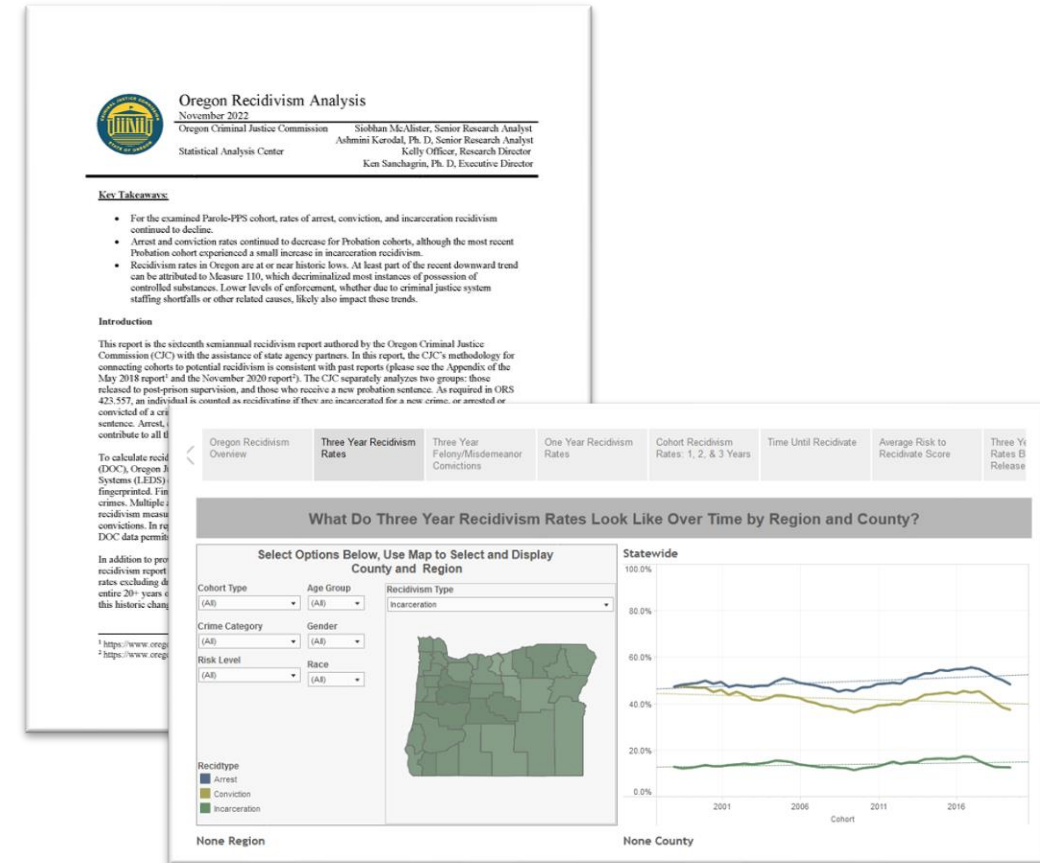 Oregon Recidivism Analysis
November 2022
Oregon Criminal Justice Commission
Siobhan McAlister, Senior Research Analyst
Ashmini Kerodal, Ph. D, Senior Research Analyst
Statistical Analysis Center
Kelly Officer, Research Director
Ken Sanchagrin, Ph. D, Executive Director
Key Takeaways:
• For the examined Parole-PPS cohort, rates of arrest, conviction, and incarceration recidivism
continued to decline.
• Arrest and conviction rates continued to decrease for Probation cohorts, although the most recent
Probation cohort experienced a small increase in incarceration recidivism.
• Recidivism rates in Oregon are at or near historic lows. At least part of the recent downward trend
can be attributed to Measure 110, which decriminalized most instances of possession of
controlled substances. Lower levels of enforcement, whether due to criminal justice system
staffing shortfalls or other related causes, likely also impact these trends.
Introduction
This report is the sixteenth semiannual recidivism report authored by the Oregon Criminal Justice
Commission (CJC) with the assistance of state agency partners. In this report, the CJC's methodology for
connecting cohorts to potential recidivism is consistent with past reports (please see the Appendix of the
May 2018 report¹ and the November 2020 report²). The CJC separately analyzes two groups: those
released to post-prison supervision, and those who receive a new probation sentence. As required in ORS
423.557, an individual is counted as recidivating if they are incarcerated for a new crime, or arrested or
convicted of a
sentence. Arrest,
contribute to all
To calculate
(DOC), Oregon
Systems (LEDS)
fingerprinted.
crimes. Multiple
recidivism
convictions. In
DOC data
In addition to
recidivism report
rates excluding
entire 20+ years
this historic
¹ https://www.
² https://www.
Oregon Recidivism
Overview
Three Year Recidivism
Rates
Three Year
Felony/Misdemeanor
Convictions
One Year Recidivism
Rates
Cohort Recidivism
Rates: 1, 2, & 3 Years
Time Until Recidivate
Average Risk to
Recidivate Score
Three
Rates
Release
What Do Three Year Recidivism Rates Look Like Over Time by Region and County?
Select Options Below, Use Map to Select and Display
County and Region
Cohort Type
(All)
Age Group
(All)
Recidivism Type
Incarceration
Crime Category
(All)
Gender
(All)
Risk Level
(All)
Race
(All)
Recidtype
Arrest
Conviction
Incarceration
Statewide
100.0%
80.0%
60.0%
40.0%
20.0%
0.0%
2001
2006
2011
2016
Cohort
None Region
None County